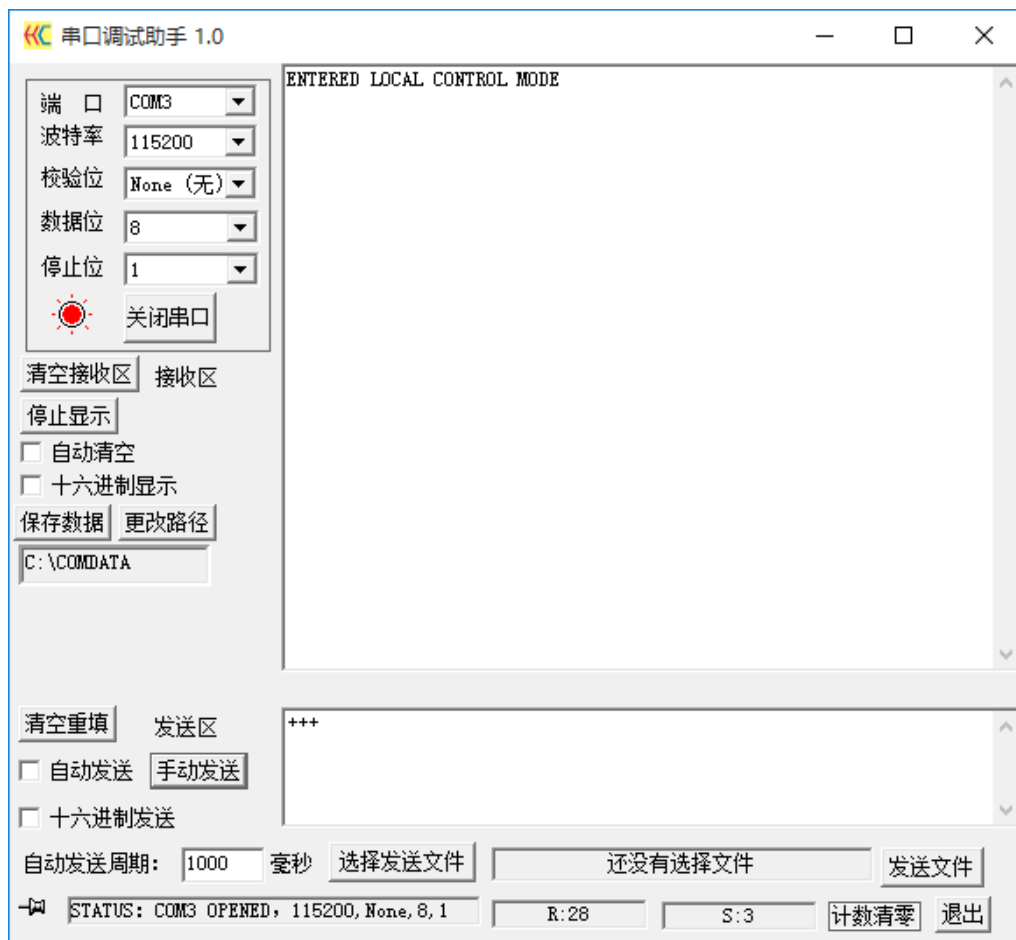 HC 串口调试助手 1.0
端 口 COM3
波特率 115200
校验位 None (无)
数据位 8
停止位 1
关闭串口
清空接收区 接收区
停止显示
自动清空
十六进制显示
保存数据 更改路径
C:\COMDATA
ENTERED LOCAL CONTROL MODE
清空重填 发送区
自动发送 手动发送
十六进制发送
+++
自动发送周期: 1000 毫秒 选择发送文件 还没有选择文件 发送文件
STATUS: COM3 OPENED, 115200,None,8,1 R:28 S:3 计数清零 退出